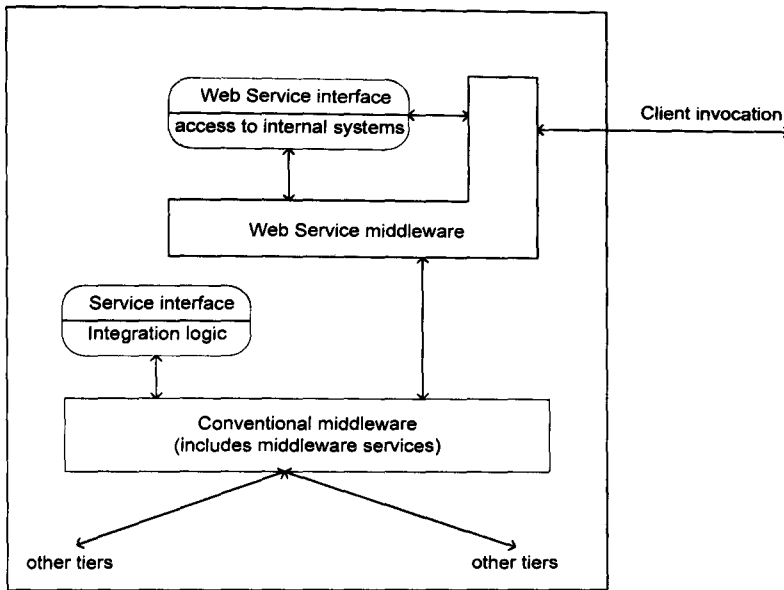 Web Service interface
access to internal systems
Client invocation
Web Service middleware
Service interface
Integration logic
Conventional middleware
(includes middleware services)
other tiers
other tiers